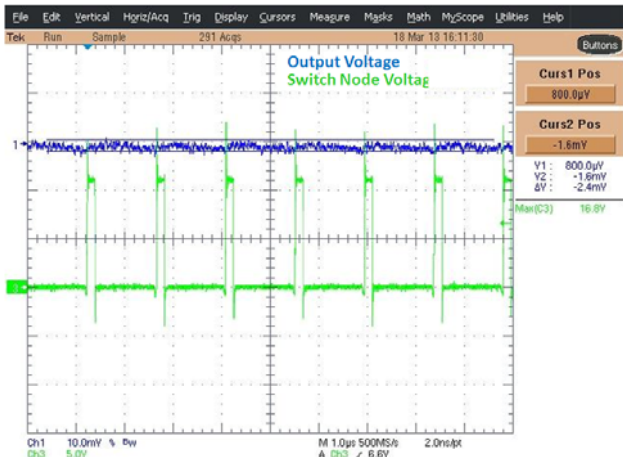 File Edit Vertical Horiz/Acq Trig Display Cursors Measure Masks Math MyScope Utilities Help
Tek Run Sample 291 Acqs 18 Mar 13 16:11:30
Buttons
Output Voltage
Switch Node Voltag
Curs1 Pos
800.0µV
Curs2 Pos
-1.6mV
V1: 800.0µV
V2: -1.6mV
ΔV: -2.4mV
Max(C3) 16.8V
1
3
Ch1 10.0mV % Bw M 1.0µs 500MS/s 2.0ns/pt
Ch3 5.0V A Ch3 6.6V